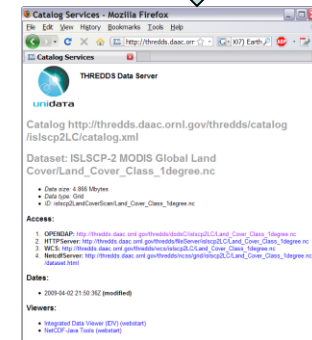 Catalog Services - Mozilla Firefox
File Edit View History Bookmarks Tools Help
http://thredds.daac.orr
Catalog Services
THREDDS Data Server
unidata
Catalog http://thredds.daac.ornl.gov/thredds/catalog
/islscp2LC/catalog.xml
Dataset: ISLSCP-2 MODIS Global Land
Cover/Land_Cover_Class_1degree.nc
Data size: 4.886 Mbytes
Data type: Grid
ID: islscp2LandCoverScan/Land_Cover_Class_1degree.nc
Access:
1. OPENDAP: http://thredds.daac.ornl.gov/thredds/dodsC/islscp2LC/Land_Cover_Class_1degree.nc
2. HTTPServer: http://thredds.daac.ornl.gov/thredds/fileServer/islscp2LC/Land_Cover_Class_1degree.nc
3. WCS: http://thredds.daac.ornl.gov/thredds/wcs/islscp2LC/Land_Cover_Class_1degree.nc
4. NetcdfServer: http://thredds.daac.ornl.gov/thredds/ncss/grid/islscp2LC/Land_Cover_Class_1degree.nc
/dataset.html
Dates:
2009-04-02 21:50:36Z (modified)
Viewers:
Integrated Data Viewer (IDV) (webstart)
NetCDF-Java Tools (webstart)